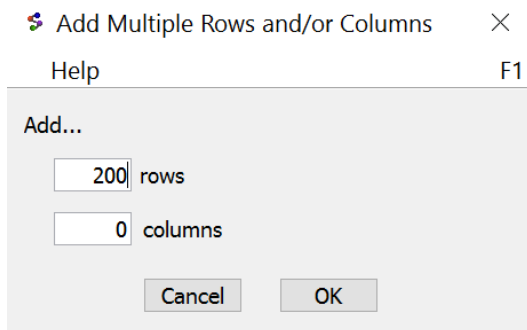 Add Multiple Rows and/or Columns
Help F1
Add...
200 rows
0 columns
Cancel OK